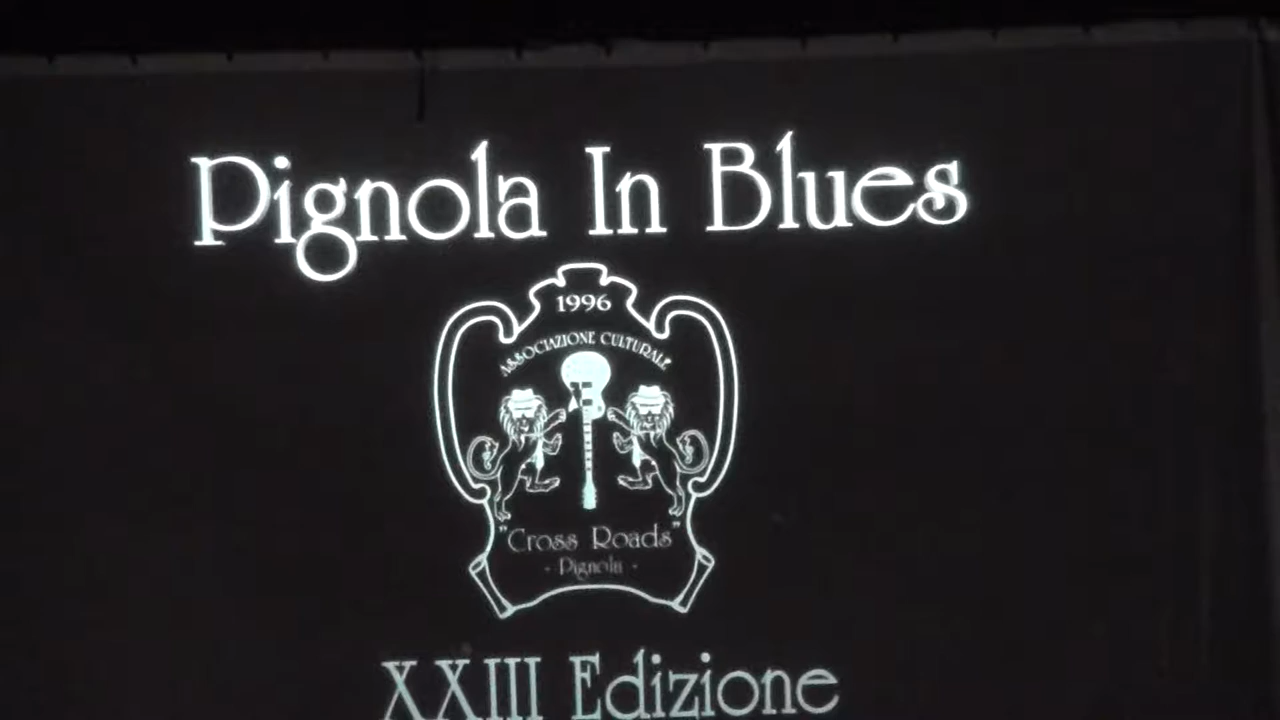 Pignola In Blues
1996
ASSOCIAZIONE CULTURALE
"Cross Roads"
- Pignola -
XXIII Edizione